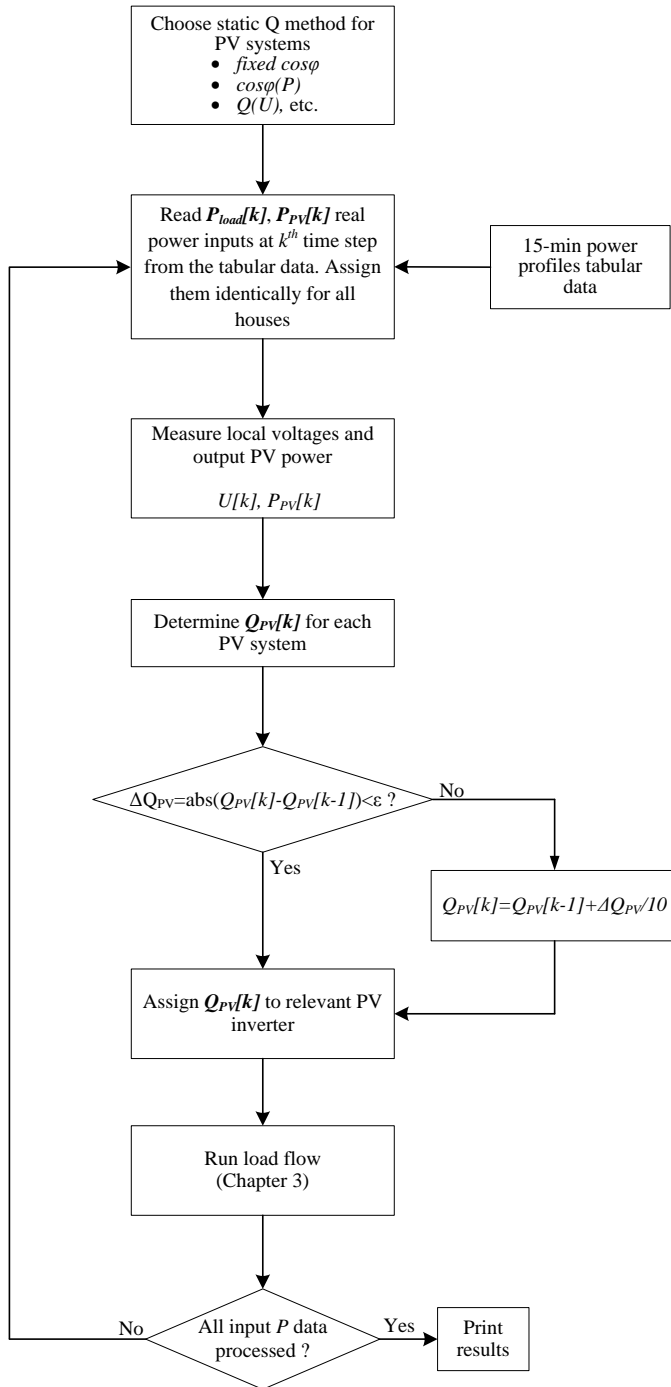 Choose static Q method for
PV systems
• fixed cosφ
• cosφ(P)
• Q(U), etc.
Read Pload[k], PPV[k] real
power inputs at kth time step
from the tabular data. Assign
them identically for all
houses
15-min power
profiles tabular
data
Measure local voltages and
output PV power
U[k], PPV[k]
Determine QPV[k] for each
PV system
ΔQPV=abs(QPV[k]-QPV[k-1])<ε ?
No
Yes
QPV[k]=QPV[k-1]+ΔQPV/10
Assign QPV[k] to relevant PV
inverter
Run load flow
(Chapter 3)
No
All input P data
processed ?
Yes
Print
results